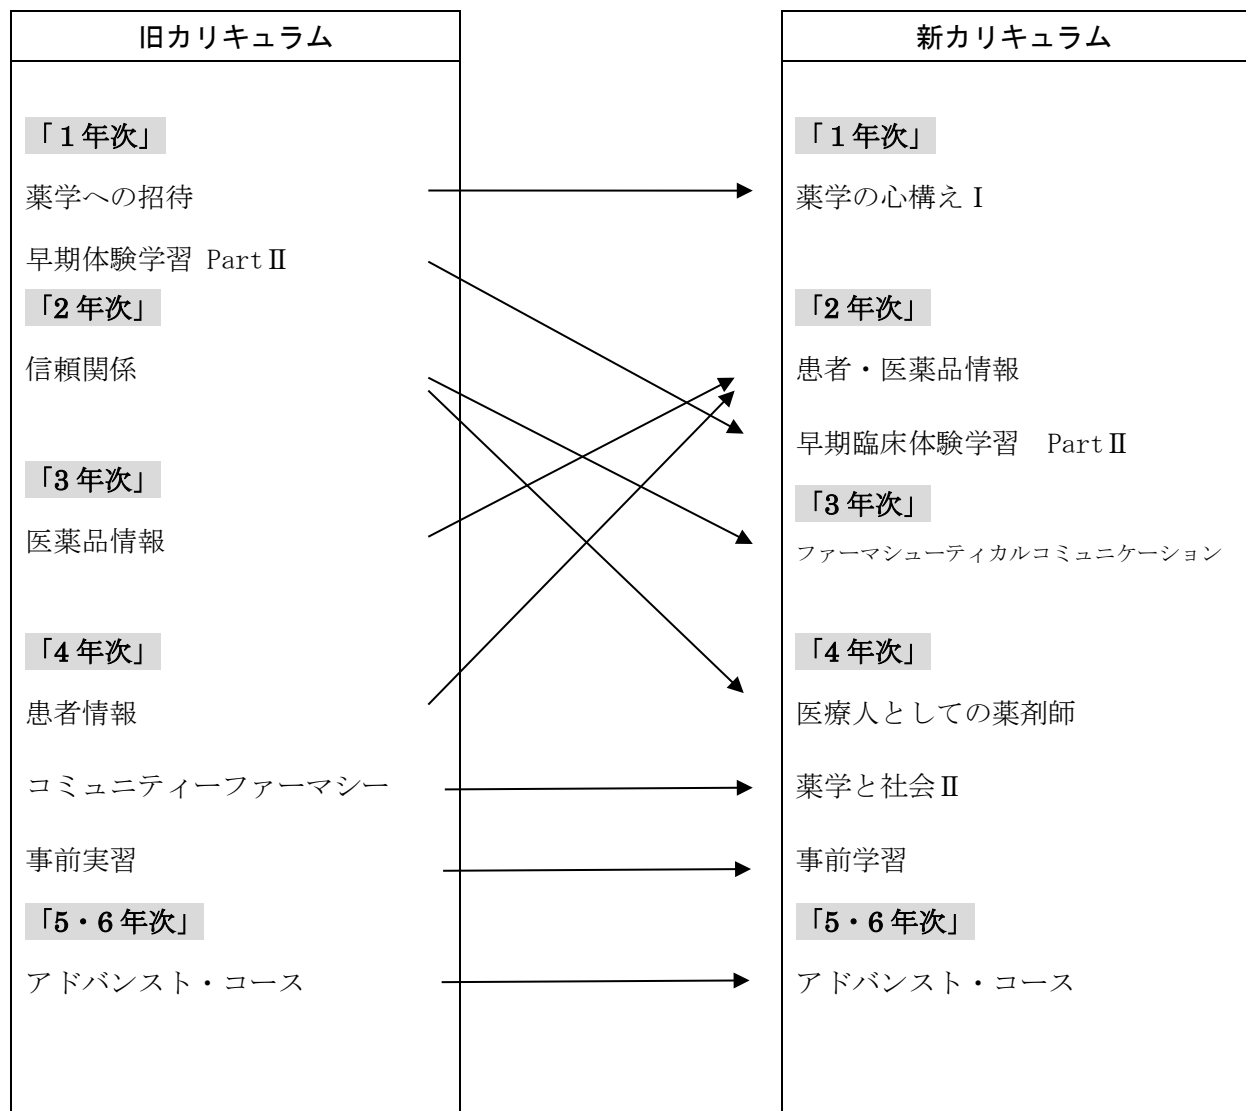 旧カリキュラム
「１年次」
薬学への招待
早期体験学習 PartⅡ
「2 年次」
信頼関係
「3 年次」
医薬品情報
「4 年次」
患者情報
コミュニティーファーマシー
事前実習
「5・6 年次」
アドバンスト・コース
新カリキュラム
「１年次」
薬学の心構えⅠ
「2 年次」
患者・医薬品情報
早期臨床体験学習　PartⅡ
「3 年次」
ファーマシューティカルコミュニケーション
「4 年次」
医療人としての薬剤師
薬学と社会Ⅱ
事前学習
「5・6 年次」
アドバンスト・コース